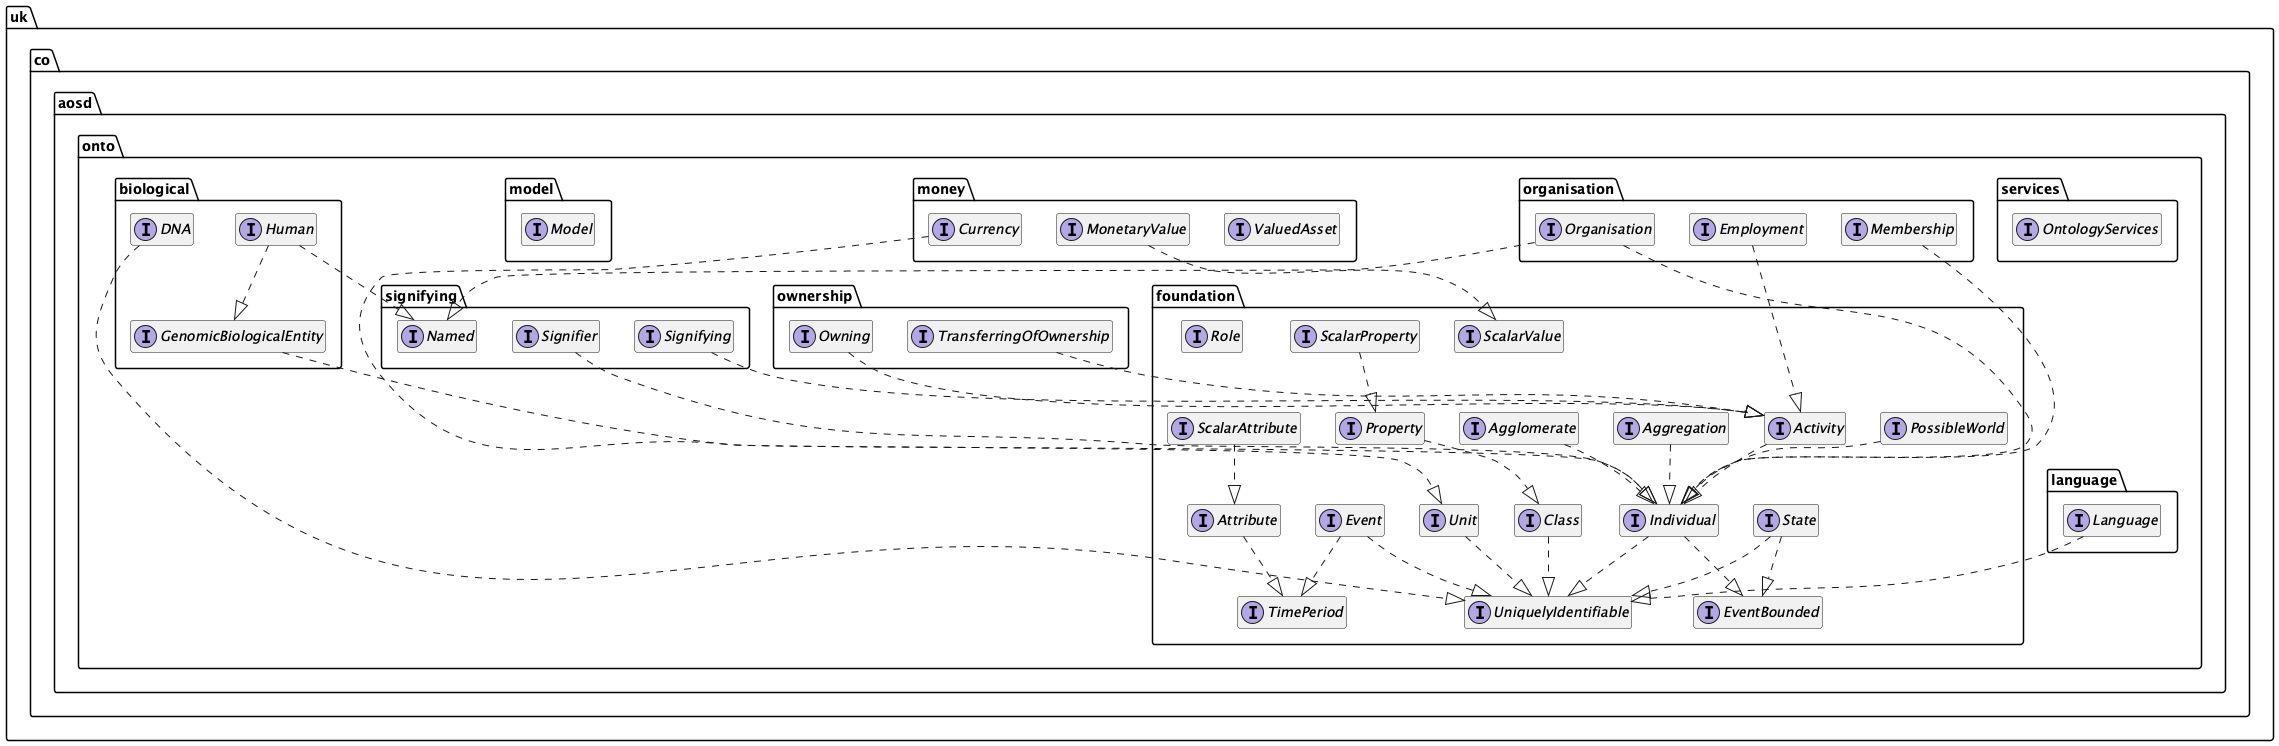 uk
co
aosd
onto
biological
model
money
organisation
services
I DNA
I Human
I Model
I Currency
I MonetaryValue
I ValuedAsset
I Organisation
I Employment
I Membership
I OntologyServices
signifying
ownership
foundation
I GenomicBiologicalEntity
I Named
I Signifier
I Signifying
I Owning
I TransferringOfOwnership
I Role
I ScalarProperty
I ScalarValue
I ScalarAttribute
I Property
I Agglomerate
I Aggregation
I Activity
I PossibleWorld
language
I Attribute
I Event
I Unit
I Class
I Individual
I State
I Language
I TimePeriod
I UniquelyIdentifiable
I EventBounded